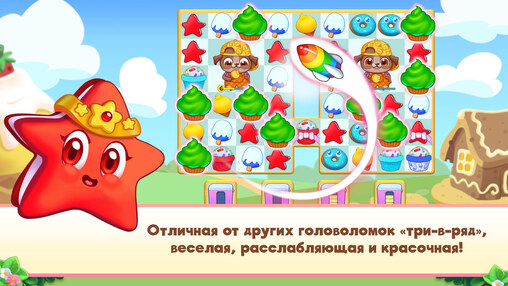 Отличная от других головоломок «три-в-ряд»,
веселая, расслабляющая и красочная!